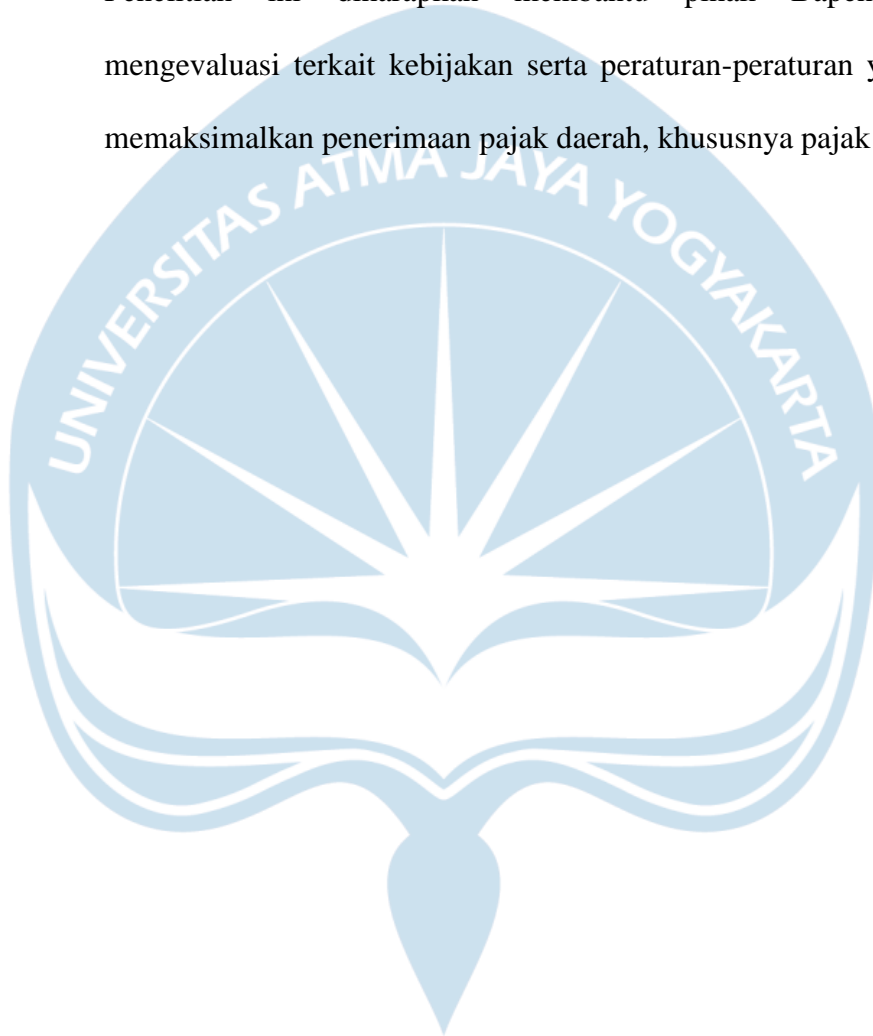 Penelitian ini diharapkan membantu pihak
mengevaluasi terkait kebijakan serta peraturan-peraturan
memaksimalkan penerimaan pajak daerah, khususnya pajak
UNIVERSITAS ATMA JAYA YOGYAKARTA